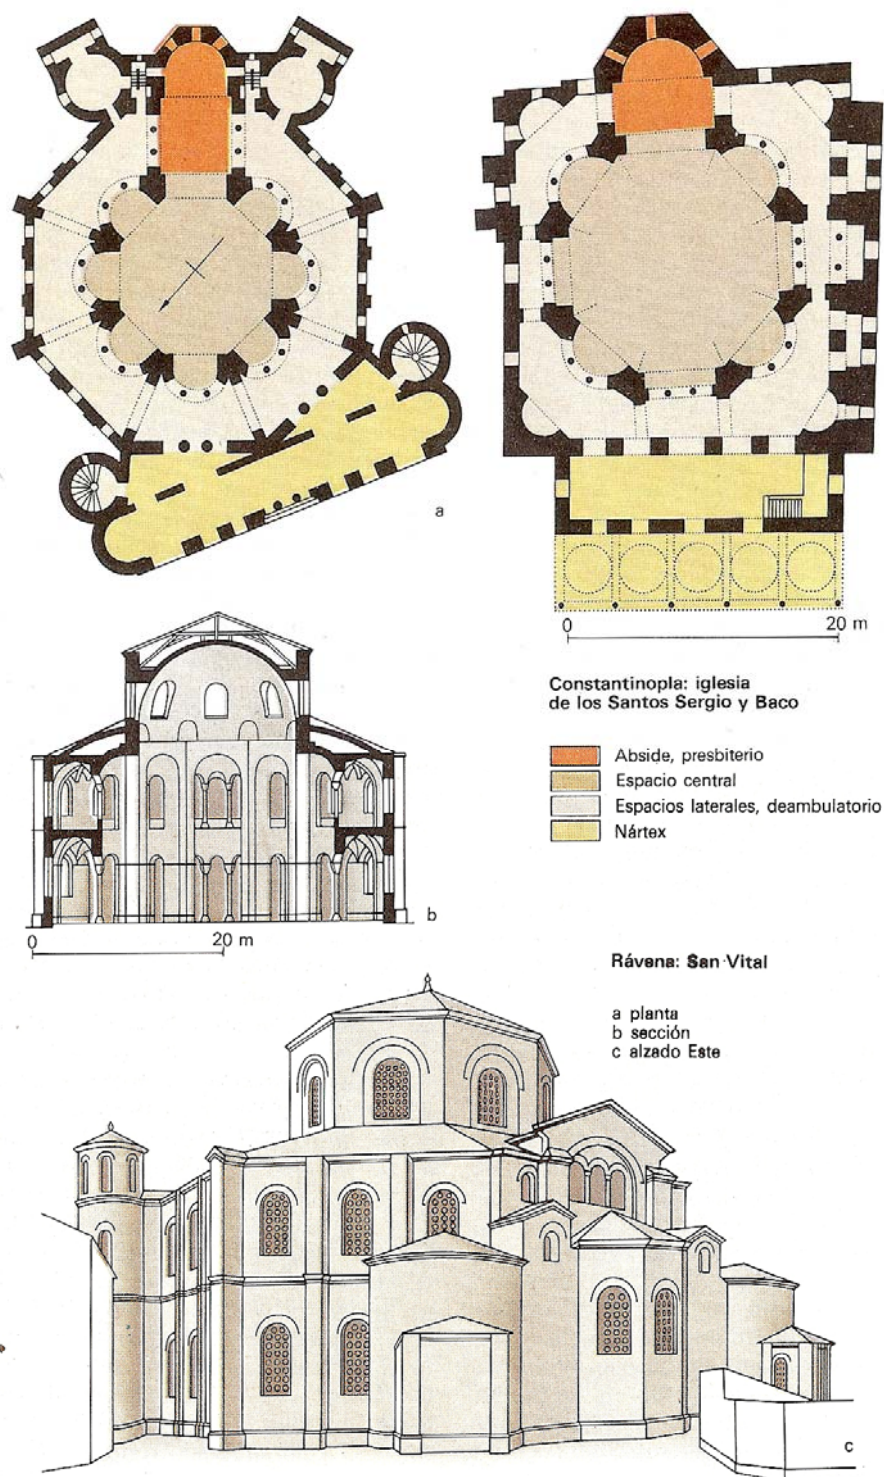 a
0 20 m
Constantinopla: iglesia
de los Santos Sergio y Baco
Abside, presbiterio
Espacio central
Espacios laterales, deambulatorio
Nártex
b
0 20 m
Rávena: San Vital
a planta
b sección
c alzado Este
c